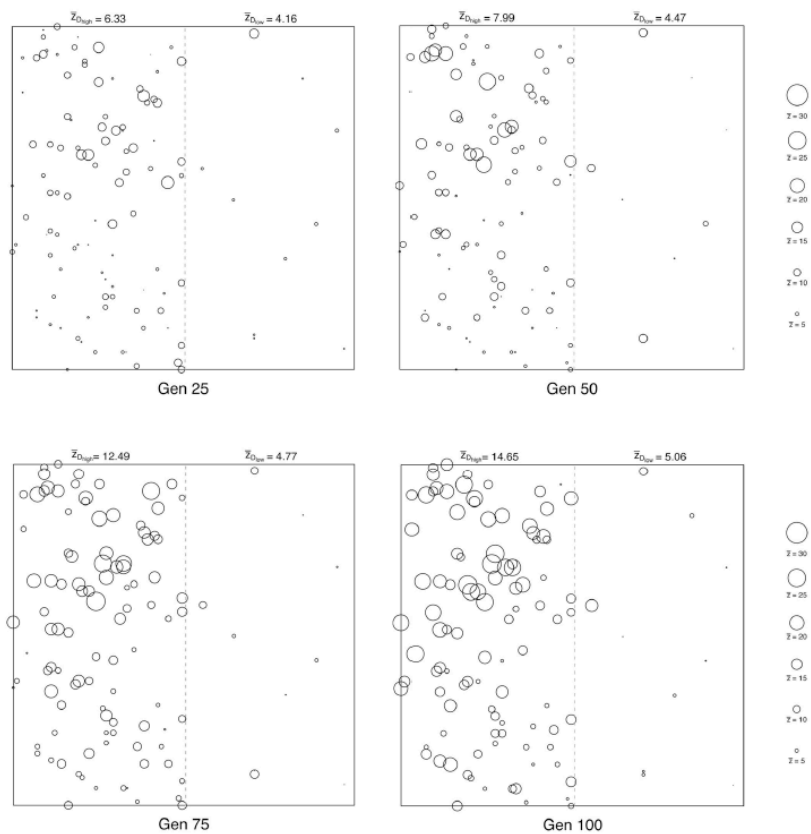 z̄D_high = 6.33 z̄D_low = 4.16
z̄D_high = 7.99 z̄D_low = 4.47
z̄ = 30
z̄ = 25
z̄ = 20
z̄ = 15
z̄ = 10
z̄ = 5
Gen 25
Gen 50
z̄D_high = 12.49 z̄D_low = 4.77
z̄D_high = 14.65 z̄D_low = 5.06
z̄ = 30
z̄ = 25
z̄ = 20
z̄ = 15
z̄ = 10
z̄ = 5
Gen 75
Gen 100